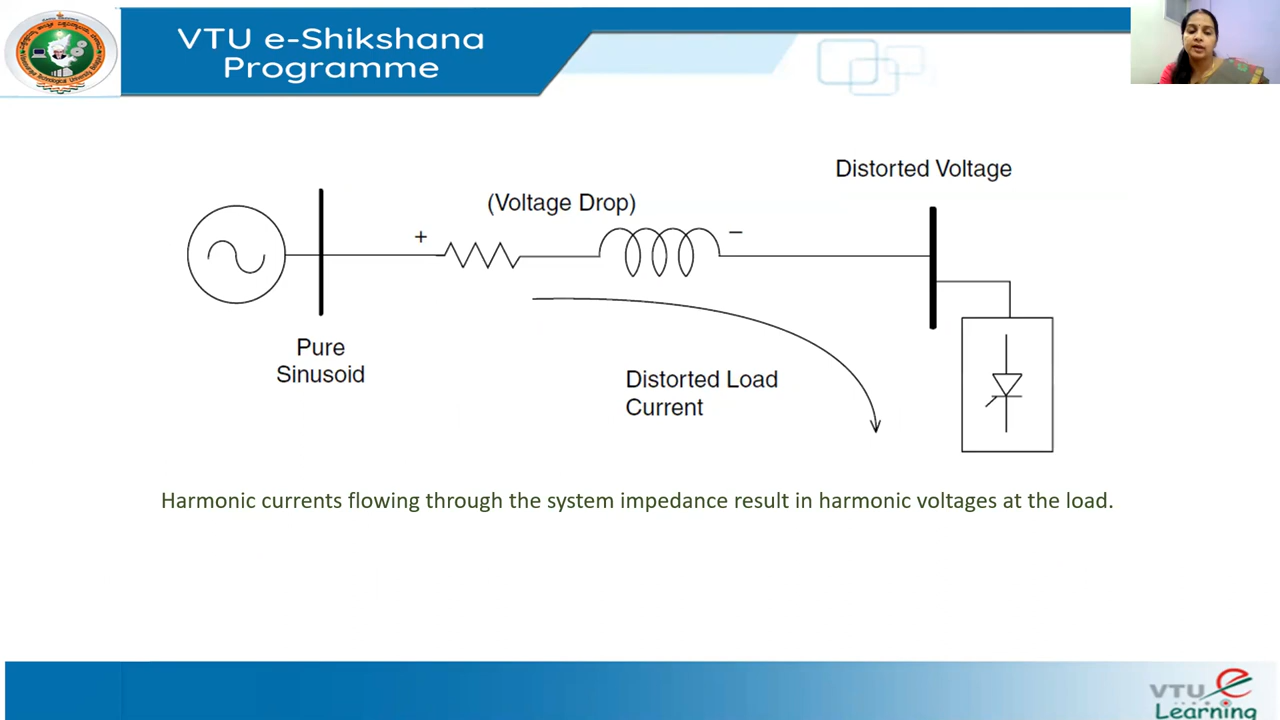 VTU e-Shikshana
Programme
Distorted Voltage
(Voltage Drop)
+
−
Pure
Sinusoid
Distorted Load
Current
Harmonic currents flowing through the system impedance result in harmonic voltages at the load.
VTU e
Learning